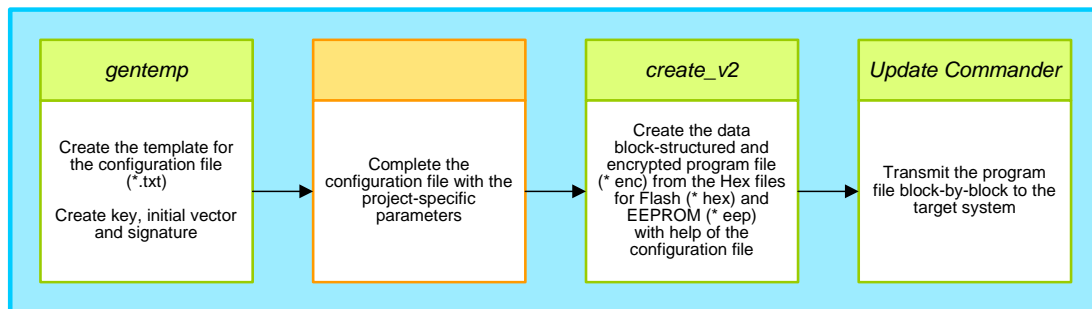 gentemp
Create the template for
the configuration file
(*.txt)
Create key, initial vector
and signature
Complete the
configuration file with the
project-specific
parameters
create_v2
Create the data
block-structured and
encrypted program file
(* enc) from the Hex files
for Flash (* hex) and
EEPROM (* eep)
with help of the
configuration file
Update Commander
Transmit the program
file block-by-block to the
target system